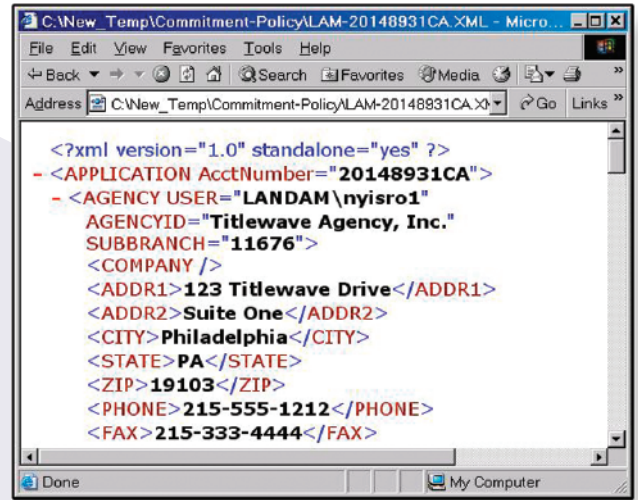 C:\New_Temp\Commitment-Policy\LAM-20148931CA.XML - Micro...
File Edit View Favorites Tools Help
Back Search Favorites Media »
Address C:\New_Temp\Commitment-Policy\LAM-20148931CA.XM Go Links »
<?xml version="1.0" standalone="yes" ?>
- <APPLICATION AcctNumber="20148931CA">
- <AGENCY USER="LANDAM\nyisro1"
AGENCYID="Titlewave Agency, Inc."
SUBBRANCH="11676">
<COMPANY />
<ADDR1>123 Titlewave Drive</ADDR1>
<ADDR2>Suite One</ADDR2>
<CITY>Philadelphia</CITY>
<STATE>PA</STATE>
<ZIP>19103</ZIP>
<PHONE>215-555-1212</PHONE>
<FAX>215-333-4444</FAX>
Done My Computer